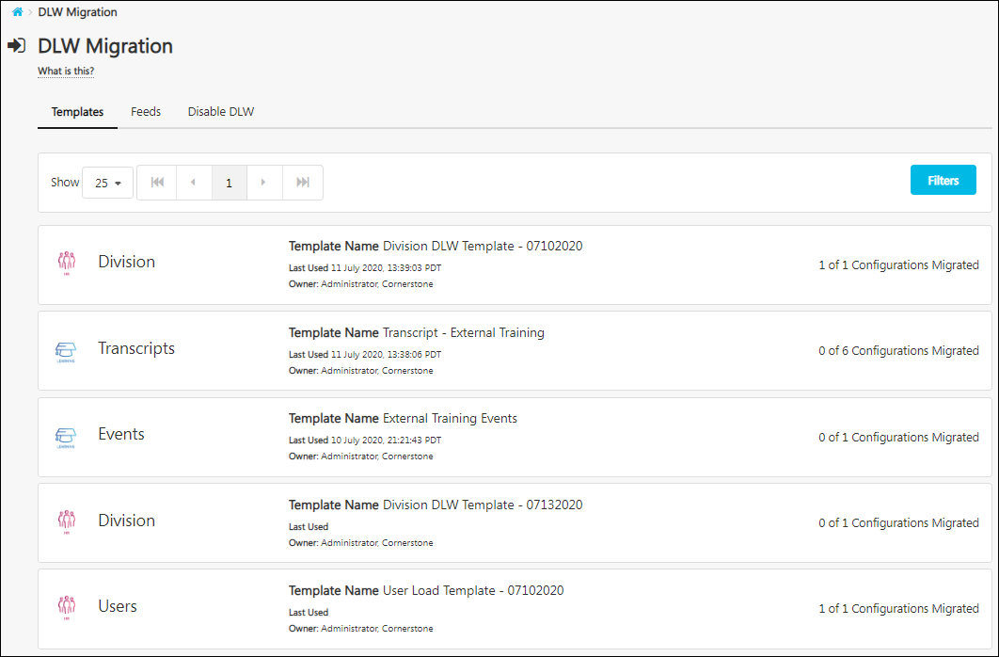 DLW Migration
DLW Migration
What is this?
Templates Feeds Disable DLW
Show 25 1 Filters
Division
Template Name Division DLW Template - 07102020
Last Used 11 July 2020, 13:39:03 PDT
Owner: Administrator, Cornerstone
1 of 1 Configurations Migrated
LEARNING
Transcripts
Template Name Transcript - External Training
Last Used 11 July 2020, 13:38:06 PDT
Owner: Administrator, Cornerstone
0 of 6 Configurations Migrated
LEARNING
Events
Template Name External Training Events
Last Used 10 July 2020, 21:21:43 PDT
Owner: Administrator, Cornerstone
0 of 1 Configurations Migrated
Division
Template Name Division DLW Template - 07132020
Last Used
Owner: Administrator, Cornerstone
0 of 1 Configurations Migrated
Users
Template Name User Load Template - 07102020
Last Used
Owner: Administrator, Cornerstone
1 of 1 Configurations Migrated